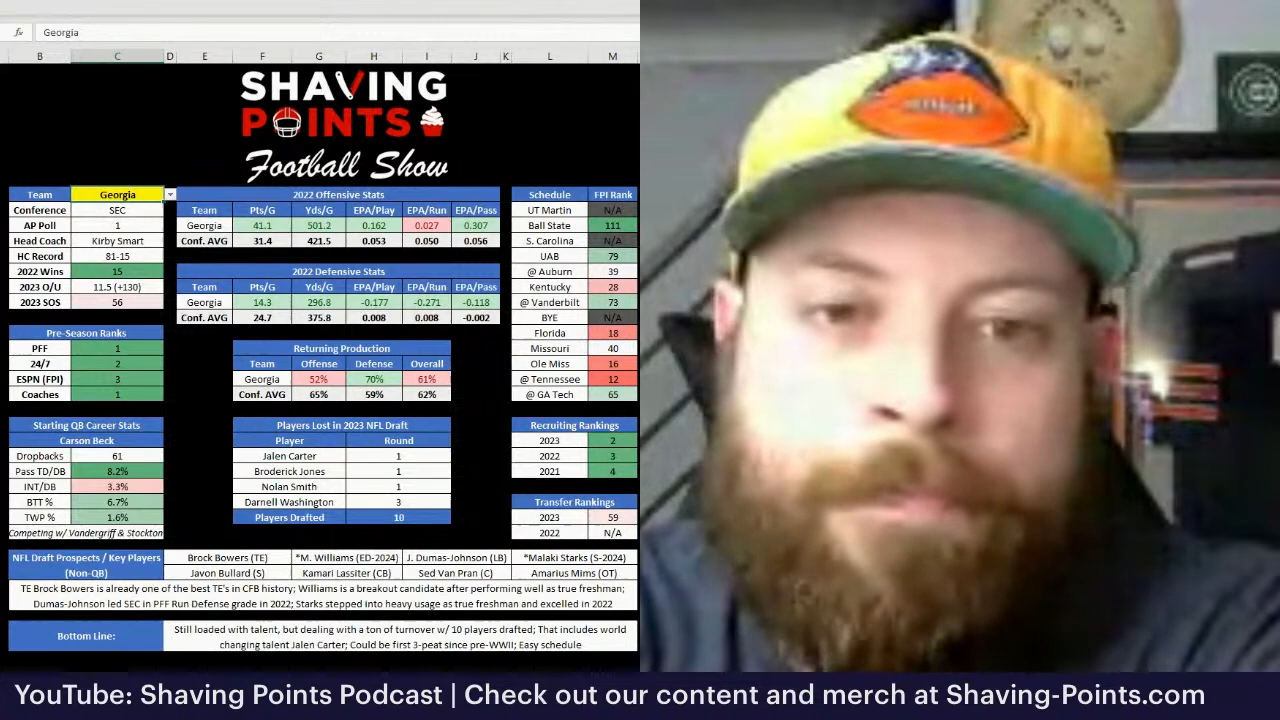 fx Georgia
B C D E F G H I J K L M
SHAVING
POINTS
Football Show
Team Georgia
Conference SEC
AP Poll 1
Head Coach Kirby Smart
HC Record 81-15
2022 Wins 15
2023 O/U 11.5 (+130)
2023 SOS 56
2022 Offensive Stats
Team Pts/G Yds/G EPA/Play EPA/Run EPA/Pass
Georgia 41.1 501.2 0.162 0.027 0.307
Conf. AVG 31.4 421.5 0.053 0.050 0.056
2022 Defensive Stats
Team Pts/G Yds/G EPA/Play EPA/Run EPA/Pass
Georgia 14.3 296.8 -0.177 -0.271 -0.118
Conf. AVG 24.7 375.8 0.008 0.008 -0.002
Schedule FPI Rank
UT Martin N/A
Ball State 111
S. Carolina N/A
UAB 79
@ Auburn 39
Kentucky 28
@ Vanderbilt 73
BYE N/A
Florida 18
Missouri 40
Ole Miss 16
@ Tennessee 12
@ GA Tech 65
Pre-Season Ranks
PFF 1
24/7 2
ESPN (FPI) 3
Coaches 1
Returning Production
Team Offense Defense Overall
Georgia 52% 70% 61%
Conf. AVG 65% 59% 62%
Starting QB Career Stats
Carson Beck
Dropbacks 61
Pass TD/DB 8.2%
INT/DB 3.3%
BTT % 6.7%
TWP % 1.6%
Competing w/ Vandergriff & Stockton
Players Lost in 2023 NFL Draft
Player Round
Jalen Carter 1
Broderick Jones 1
Nolan Smith 1
Darnell Washington 3
Players Drafted 10
Recruiting Rankings
2023 2
2022 3
2021 4
Transfer Rankings
2023 59
2022 N/A
NFL Draft Prospects / Key Players
(Non-QB)
Brock Bowers (TE) *M. Williams (ED-2024) J. Dumas-Johnson (LB) *Malaki Starks (S-2024)
Javon Bullard (S) Kamari Lassiter (CB) Sed Van Pran (C) Amarius Mims (OT)
TE Brock Bowers is already one of the best TE's in CFB history; Williams is a breakout candidate after performing well as true freshman;
Dumas-Johnson led SEC in PFF Run Defense grade in 2022; Starks stepped into heavy usage as true freshman and excelled in 2022
Bottom Line:
Still loaded with talent, but dealing with a ton of turnover w/ 10 players drafted; That includes world
changing talent Jalen Carter; Could be first 3-peat since pre-WWII; Easy schedule
YouTube: Shaving Points Podcast | Check out our content and merch at Shaving-Points.com